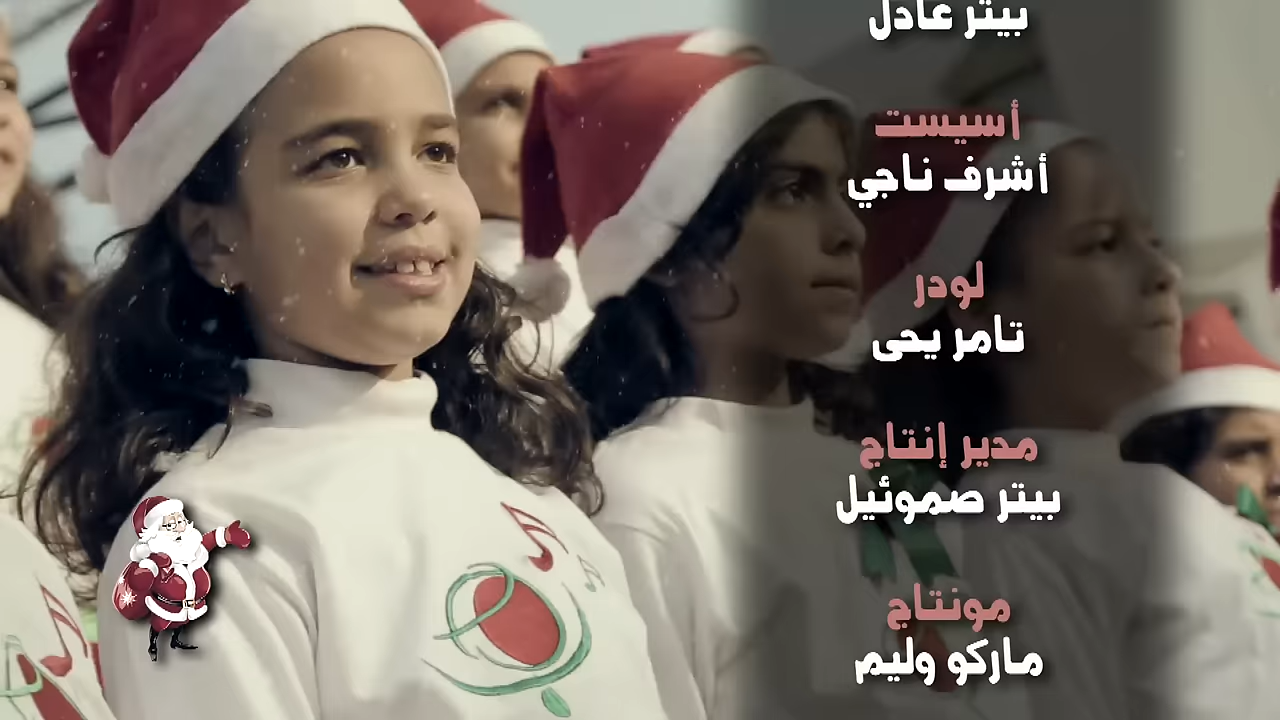 بيتر عادل
أسيست
أشرف ناجي
لودر
تامر يحى
مدير إنتاج
بيتر صموئيل
مونتاج
ماركو وليم